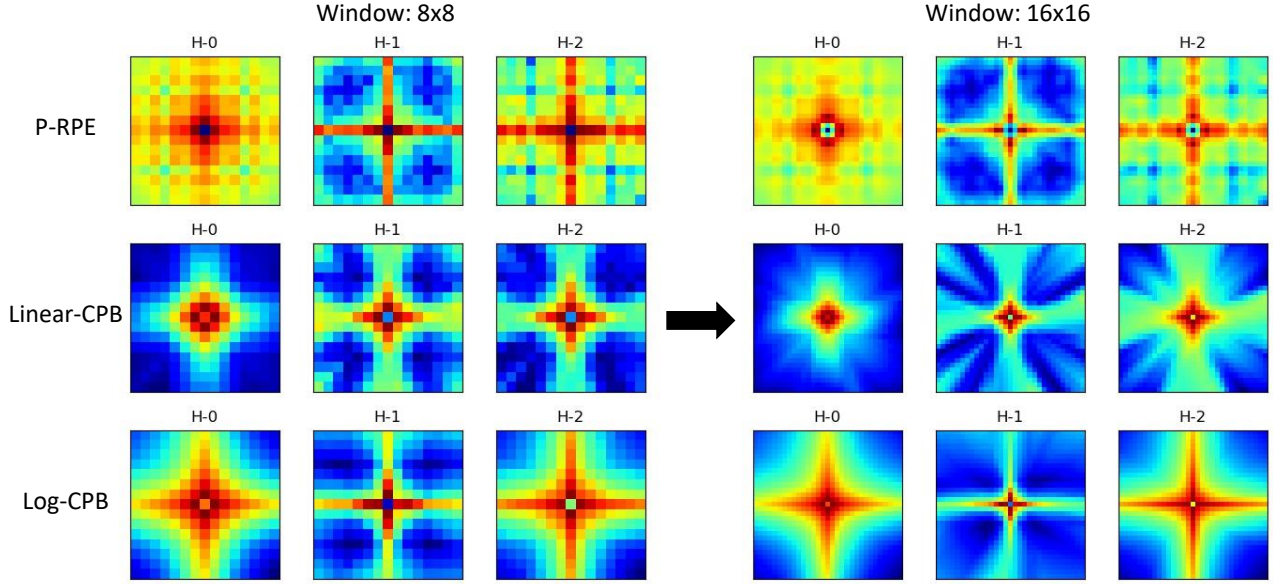 Window: 8x8 Window: 16x16
H-0 H-1 H-2 H-0 H-1 H-2
P-RPE
H-0 H-1 H-2 H-0 H-1 H-2
Linear-CPB
H-0 H-1 H-2 H-0 H-1 H-2
Log-CPB